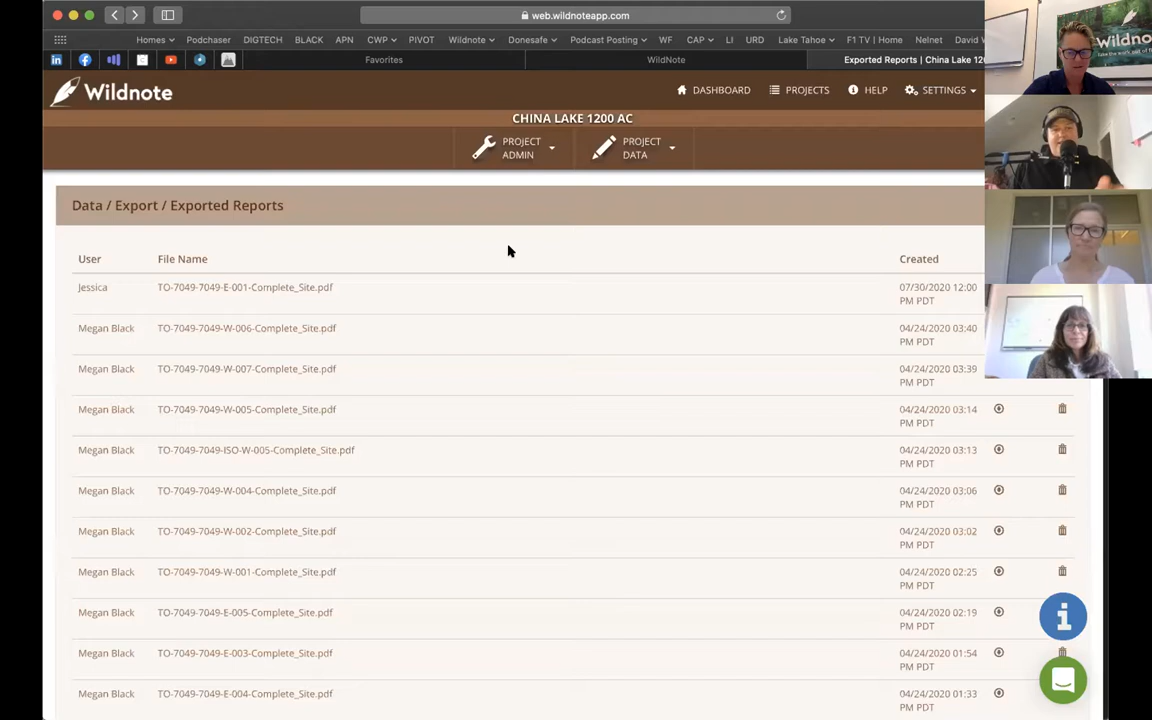 web.wildnoteapp.com
Homes Podchaser DIGTECH BLACK APN CWP PIVOT Wildnote Donesafe Podcast Posting WF CAP LI URD Lake Tahoe F1 TV | Home Nelnet David W
Favorites WildNote Exported Reports | China Lake 120
Wildnote DASHBOARD PROJECTS HELP SETTINGS
CHINA LAKE 1200 AC
PROJECT ADMIN PROJECT DATA
Data / Export / Exported Reports
User File Name Created
Jessica TO-7049-7049-E-001-Complete_Site.pdf 07/30/2020 12:00 PM PDT
Megan Black TO-7049-7049-W-006-Complete_Site.pdf 04/24/2020 03:40 PM PDT
Megan Black TO-7049-7049-W-007-Complete_Site.pdf 04/24/2020 03:39 PM PDT
Megan Black TO-7049-7049-W-005-Complete_Site.pdf 04/24/2020 03:14 PM PDT
Megan Black TO-7049-7049-ISO-W-005-Complete_Site.pdf 04/24/2020 03:13 PM PDT
Megan Black TO-7049-7049-W-004-Complete_Site.pdf 04/24/2020 03:06 PM PDT
Megan Black TO-7049-7049-W-002-Complete_Site.pdf 04/24/2020 03:02 PM PDT
Megan Black TO-7049-7049-W-001-Complete_Site.pdf 04/24/2020 02:25 PM PDT
Megan Black TO-7049-7049-E-005-Complete_Site.pdf 04/24/2020 02:19 PM PDT
Megan Black TO-7049-7049-E-003-Complete_Site.pdf 04/24/2020 01:54 PM PDT
Megan Black TO-7049-7049-E-004-Complete_Site.pdf 04/24/2020 01:33 PM PDT
Wildno